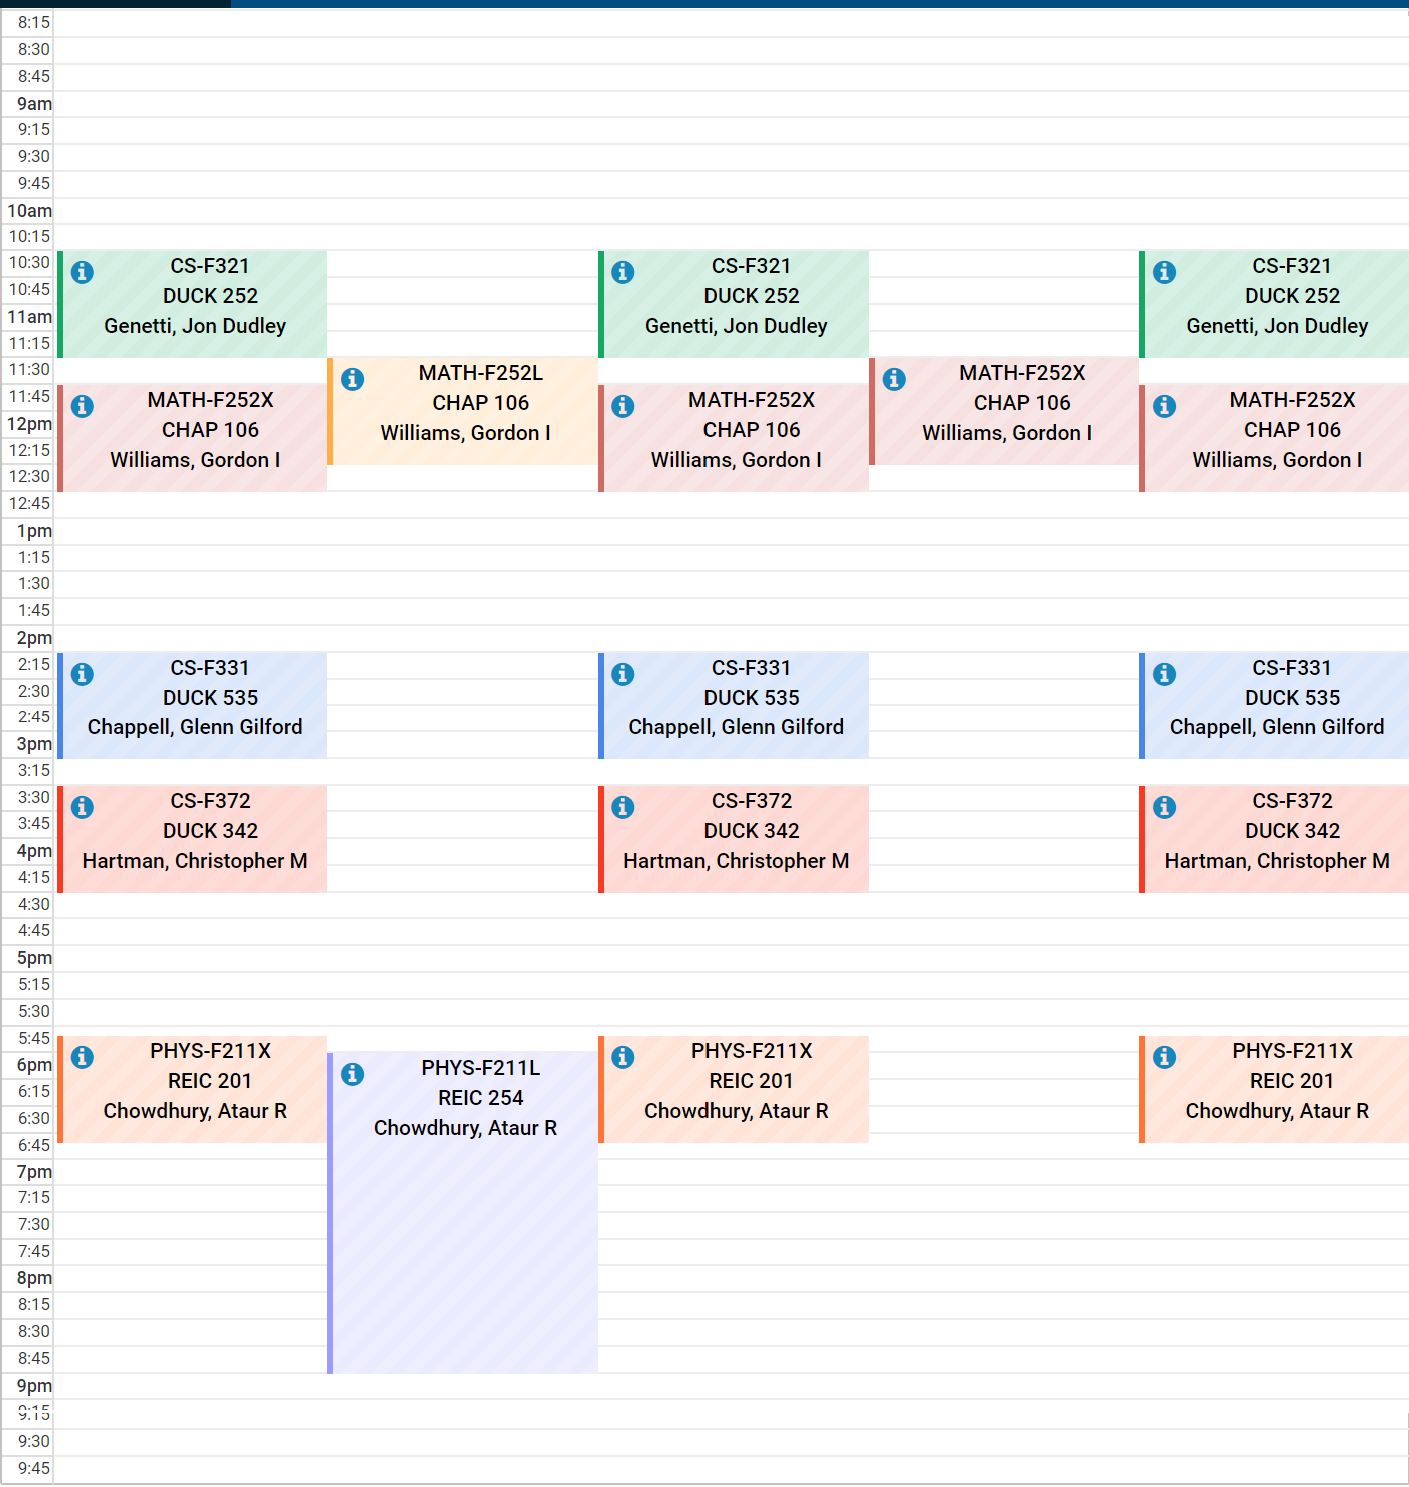 8:15
8:30
8:45
9am
9:15
9:30
9:45
10am
10:15
10:30
10:45
11am
11:15
11:30
11:45
12pm
12:15
12:30
12:45
1pm
1:15
1:30
1:45
2pm
2:15
2:30
2:45
3pm
3:15
3:30
3:45
4pm
4:15
4:30
4:45
5pm
5:15
5:30
5:45
6pm
6:15
6:30
6:45
7pm
7:15
7:30
7:45
8pm
8:15
8:30
8:45
9pm
9:15
9:30
9:45
CS-F321
DUCK 252
Genetti, Jon Dudley
MATH-F252X
CHAP 106
Williams, Gordon I
CS-F331
DUCK 535
Chappell, Glenn Gilford
CS-F372
DUCK 342
Hartman, Christopher M
PHYS-F211X
REIC 201
Chowdhury, Ataur R
MATH-F252L
CHAP 106
Williams, Gordon I
PHYS-F211L
REIC 254
Chowdhury, Ataur R
CS-F321
DUCK 252
Genetti, Jon Dudley
MATH-F252X
CHAP 106
Williams, Gordon I
CS-F331
DUCK 535
Chappell, Glenn Gilford
CS-F372
DUCK 342
Hartman, Christopher M
PHYS-F211X
REIC 201
Chowdhury, Ataur R
MATH-F252X
CHAP 106
Williams, Gordon I
CS-F321
DUCK 252
Genetti, Jon Dudley
MATH-F252X
CHAP 106
Williams, Gordon I
CS-F331
DUCK 535
Chappell, Glenn Gilford
CS-F372
DUCK 342
Hartman, Christopher M
PHYS-F211X
REIC 201
Chowdhury, Ataur R